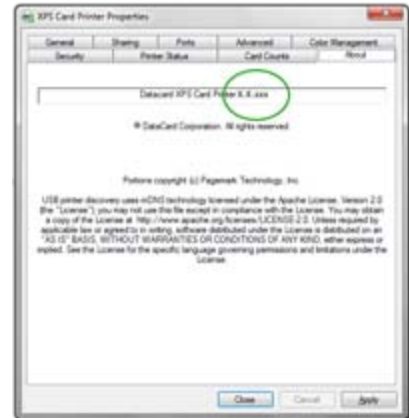 XPS Card Printer Properties
General Sharing Ports Advanced Color Management
Security Printer Status Card Counts About
Datacard XPS Card Printer X.X.xxx
© DataCard Corporation. All rights reserved.
Portions copyright (c) Pagemark Technology, Inc.
USB printer discovery uses mDNS technology licensed under the Apache License, Version 2.0
(the "License"); you may not use this file except in compliance with the License. You may obtain
a copy of the License at http://www.apache.org/licenses/LICENSE-2.0. Unless required by
applicable law or agreed to in writing, software distributed under the License is distributed on an
"AS IS" BASIS, WITHOUT WARRANTIES OR CONDITIONS OF ANY KIND, either express or
implied. See the License for the specific language governing permissions and limitations under the
License.
Close Cancel Apply